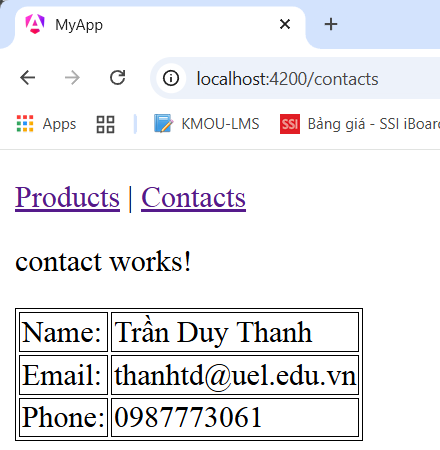 MyApp
localhost:4200/contacts
Apps KMOU-LMS SSI Bảng giá - SSI iBoar
Products | Contacts
contact works!
Name: Trần Duy Thanh
Email: thanhtd@uel.edu.vn
Phone: 0987773061